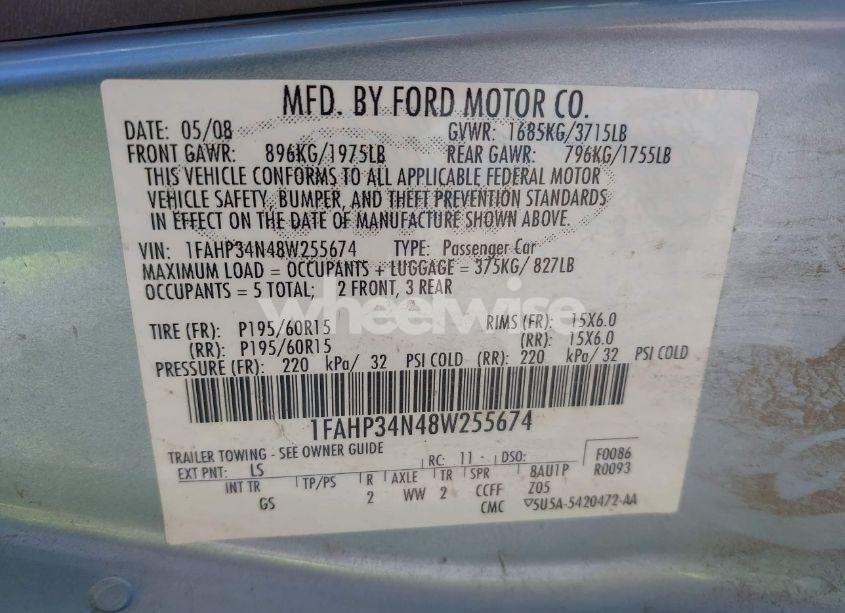 MFD. BY FORD MOTOR CO.
DATE: 05/08 GVWR: 1685KG/3715LB
FRONT GAWR: 896KG/1975LB REAR GAWR: 796KG/1755LB
THIS VEHICLE CONFORMS TO ALL APPLICABLE FEDERAL MOTOR
VEHICLE SAFETY, BUMPER, AND THEFT PREVENTION STANDARDS
IN EFFECT ON THE DATE OF MANUFACTURE SHOWN ABOVE.
VIN: 1FAHP34N48W255674 TYPE: Passenger Car
MAXIMUM LOAD = OCCUPANTS + LUGGAGE = 375KG/ 827LB
OCCUPANTS = 5 TOTAL; 2 FRONT, 3 REAR
wheelwise
TIRE (FR): P195/60R15 RIMS (FR): 15X6.0
(RR): P195/60R15 (RR): 15X6.0
PRESSURE (FR): 220 kPa/ 32 PSI COLD (RR): 220 kPa/ 32 PSI COLD
1FAHP34N48W255674
TRAILER TOWING - SEE OWNER GUIDE
EXT PNT: LS RC: 11 DSO: F0086
INT TR TP/PS R AXLE TR SPR 8AU1P R0093
GS 2 WW 2 CCFF Z05
CMC ▽5U5A-5420472-AA